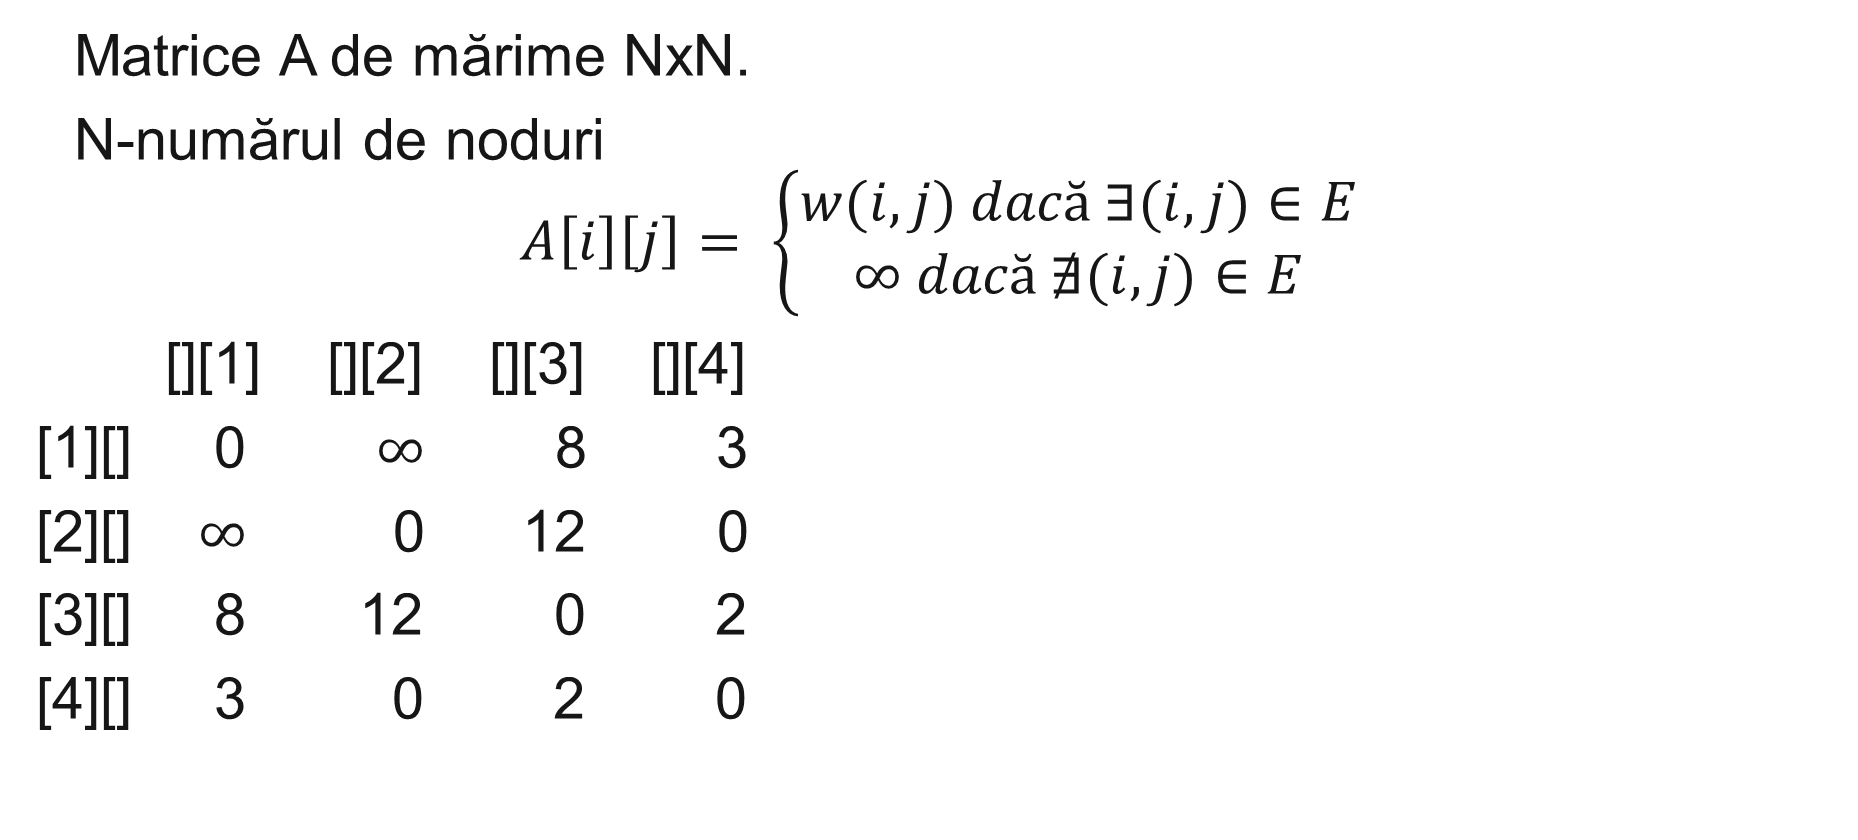 Matrice A de mărime NxN.
N-numărul de noduri
A[i][j] = { w(i, j) dacă ∃(i, j) ∈ E
∞ dacă ∄(i, j) ∈ E
[][1] [][2] [][3] [][4]
[1][] 0 ∞ 8 3
[2][] ∞ 0 12 0
[3][] 8 12 0 2
[4][] 3 0 2 0